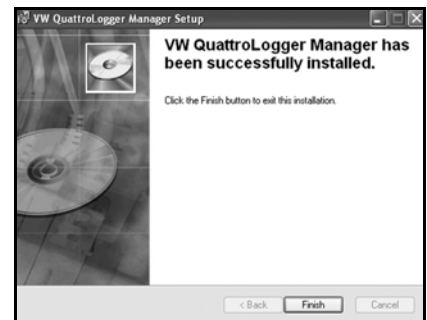 VW QuattroLogger Manager Setup
VW QuattroLogger Manager has
been successfully installed.
Click the Finish button to exit this installation.
< Back
Finish
Cancel